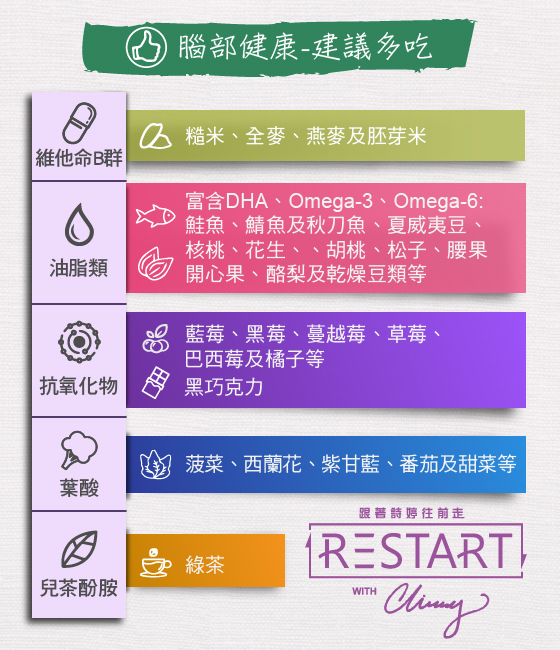 腦部健康-建議多吃
維他命B群
糙米、全麥、燕麥及胚芽米
油脂類
富含DHA、Omega-3、Omega-6:
鮭魚、鯖魚及秋刀魚、夏威夷豆、
核桃、花生、、胡桃、松子、腰果
開心果、酪梨及乾燥豆類等
抗氧化物
藍莓、黑莓、蔓越莓、草莓、
巴西莓及橘子等
黑巧克力
葉酸
菠菜、西蘭花、紫甘藍、番茄及甜菜等
兒茶酚胺
綠茶
跟著詩婷往前走
RESTART
WITH